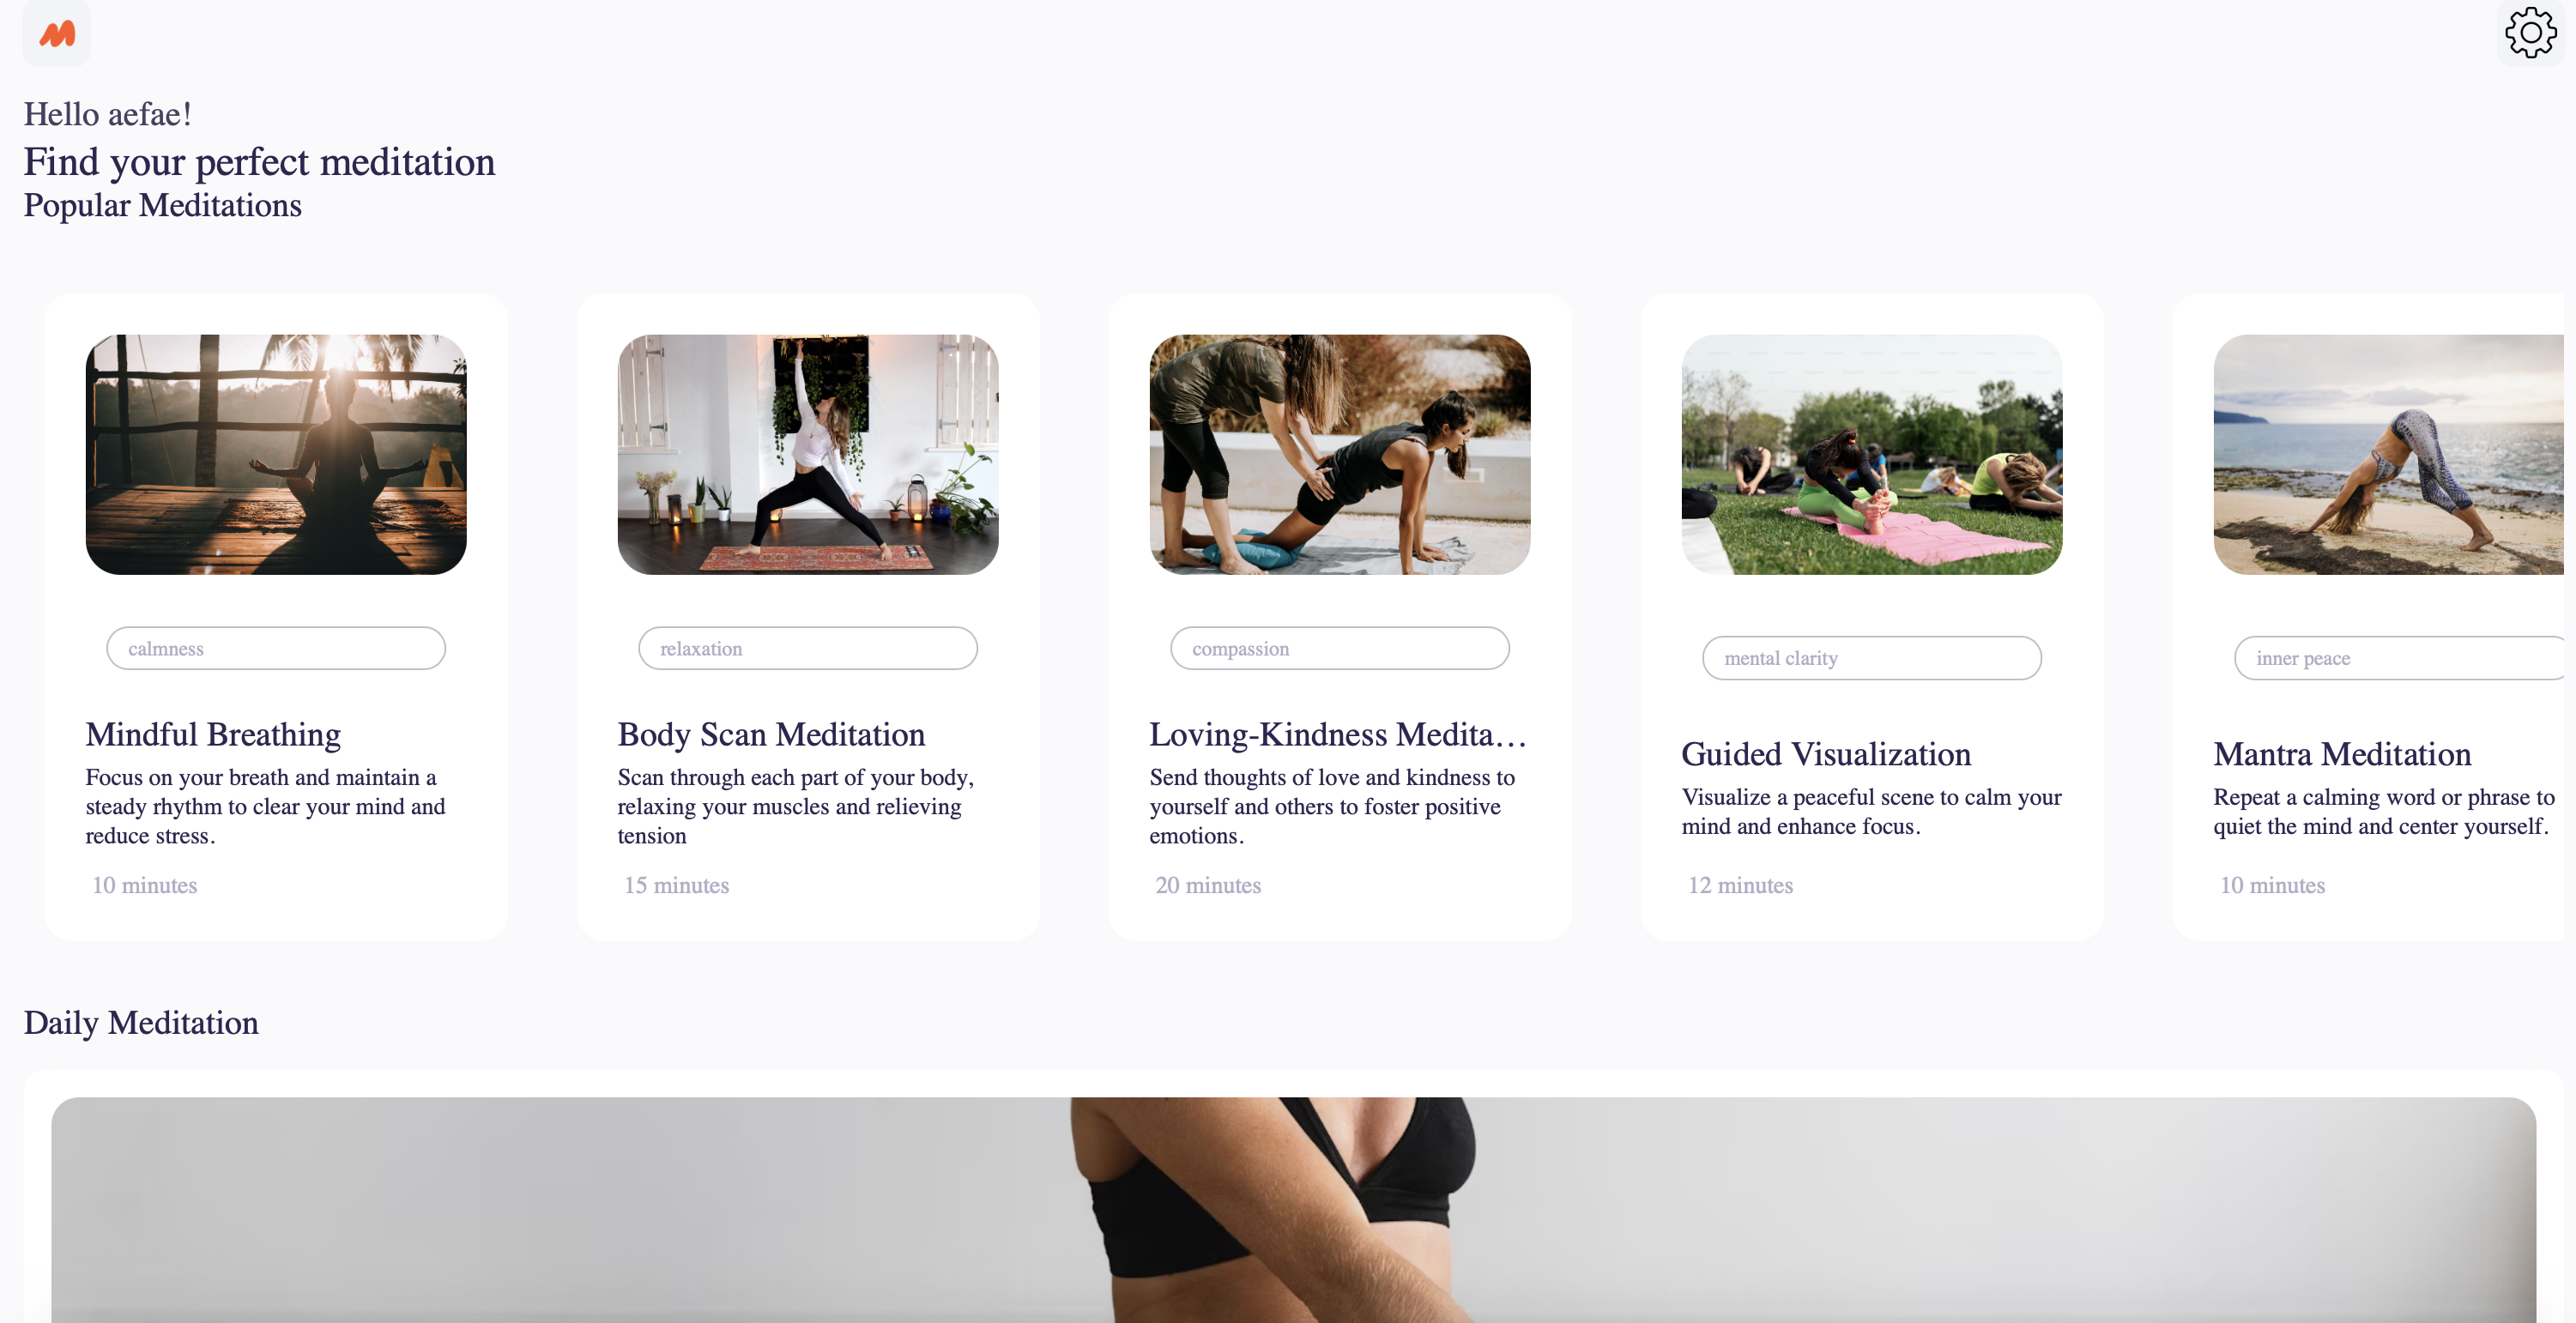 Hello aefae!
Find your perfect meditation
Popular Meditations
calmness
Mindful Breathing
Focus on your breath and maintain a
steady rhythm to clear your mind and
reduce stress.
10 minutes
relaxation
Body Scan Meditation
Scan through each part of your body,
relaxing your muscles and relieving
tension
15 minutes
compassion
Loving-Kindness Medita...
Send thoughts of love and kindness to
yourself and others to foster positive
emotions.
20 minutes
mental clarity
Guided Visualization
Visualize a peaceful scene to calm your
mind and enhance focus.
12 minutes
inner peace
Mantra Meditation
Repeat a calming word or phrase to
quiet the mind and center yourself.
10 minutes
Daily Meditation